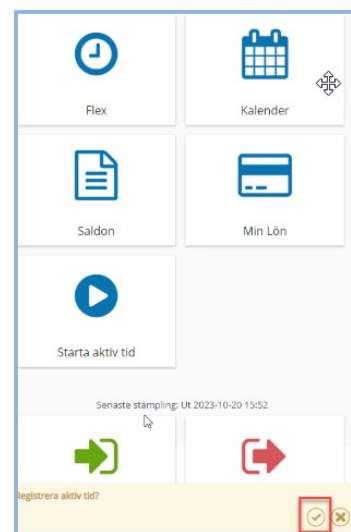 Flex
Kalender
Saldon
Min Lön
Starta aktiv tid
Senaste stämpling: Ut 2023-10-20 15:52
Registrera aktiv tid?